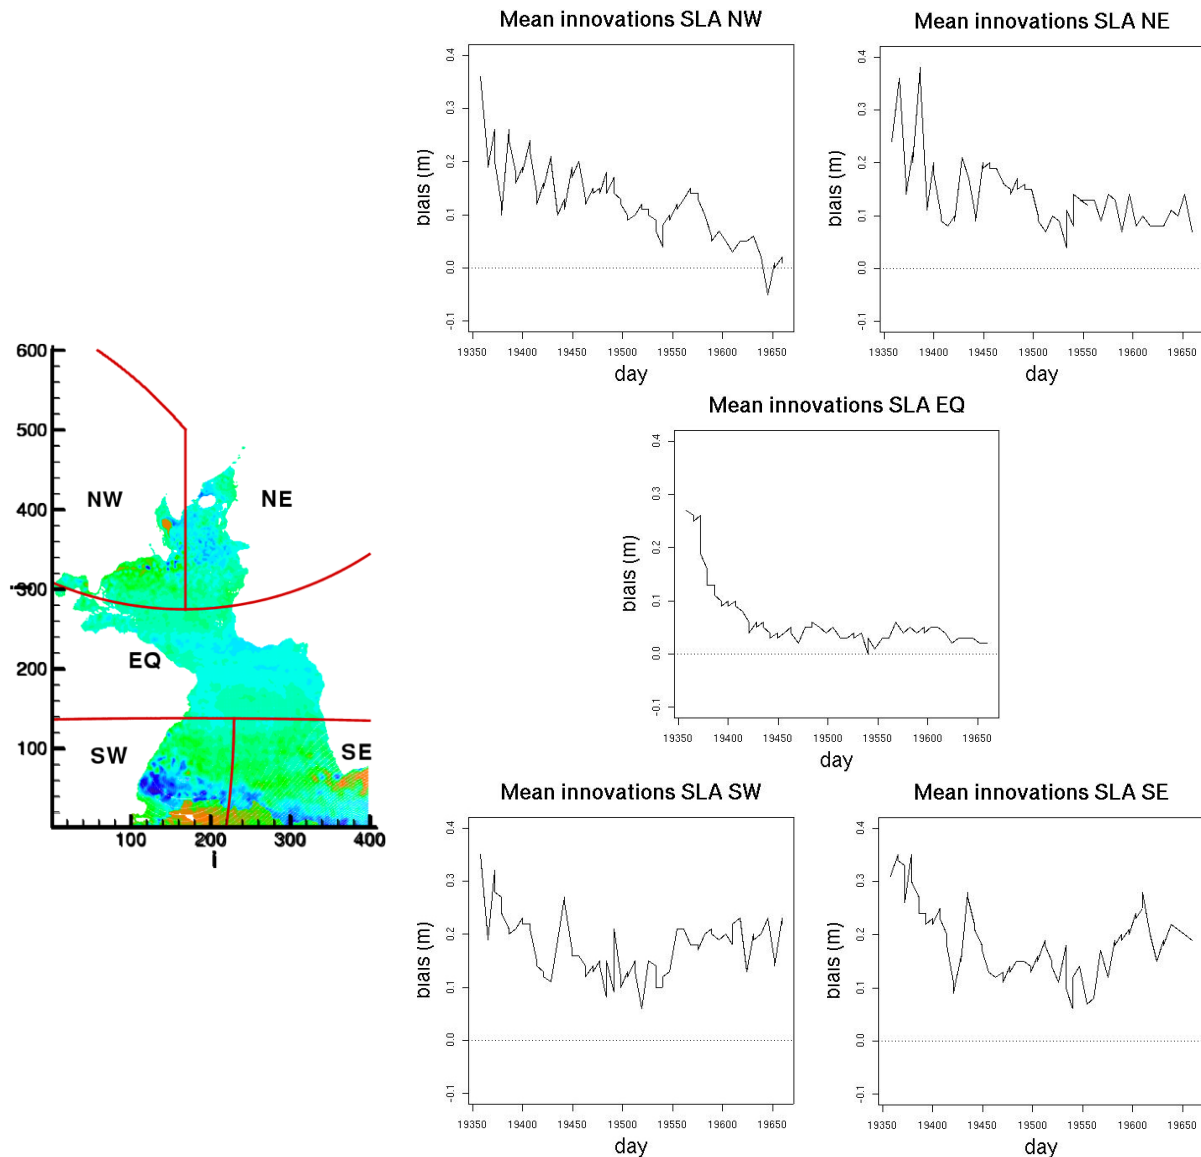 Mean innovations SLA NW
Mean innovations SLA NE
0.4
0.3
0.2
0.1
0.0
-0.1
biais (m)
19350 19400 19450 19500 19550 19600 19650
day
0.4
0.3
0.2
0.1
0.0
-0.1
biais (m)
19350 19400 19450 19500 19550 19600 19650
day
600
500
400
300
200
100
NW
NE
EQ
SW
SE
100 200 300 400
i
Mean innovations SLA EQ
0.4
0.3
0.2
0.1
0.0
-0.1
biais (m)
19350 19400 19450 19500 19550 19600 19650
day
Mean innovations SLA SW
Mean innovations SLA SE
0.4
0.3
0.2
0.1
0.0
-0.1
biais (m)
19350 19400 19450 19500 19550 19600 19650
day
0.4
0.3
0.2
0.1
0.0
-0.1
biais (m)
19350 19400 19450 19500 19550 19600 19650
day